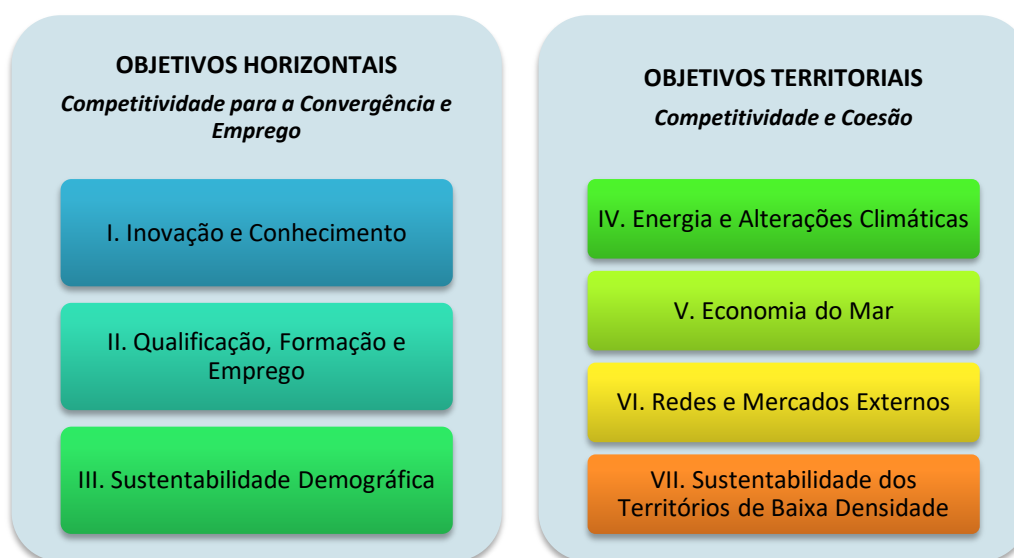 OBJETIVOS HORIZONTAIS
Competitividade para a Convergência e
Emprego
I. Inovação e Conhecimento
II. Qualificação, Formação e
Emprego
III. Sustentabilidade Demográfica
OBJETIVOS TERRITORIAIS
Competitividade e Coesão
IV. Energia e Alterações Climáticas
V. Economia do Mar
VI. Redes e Mercados Externos
VII. Sustentabilidade dos
Territórios de Baixa Densidade